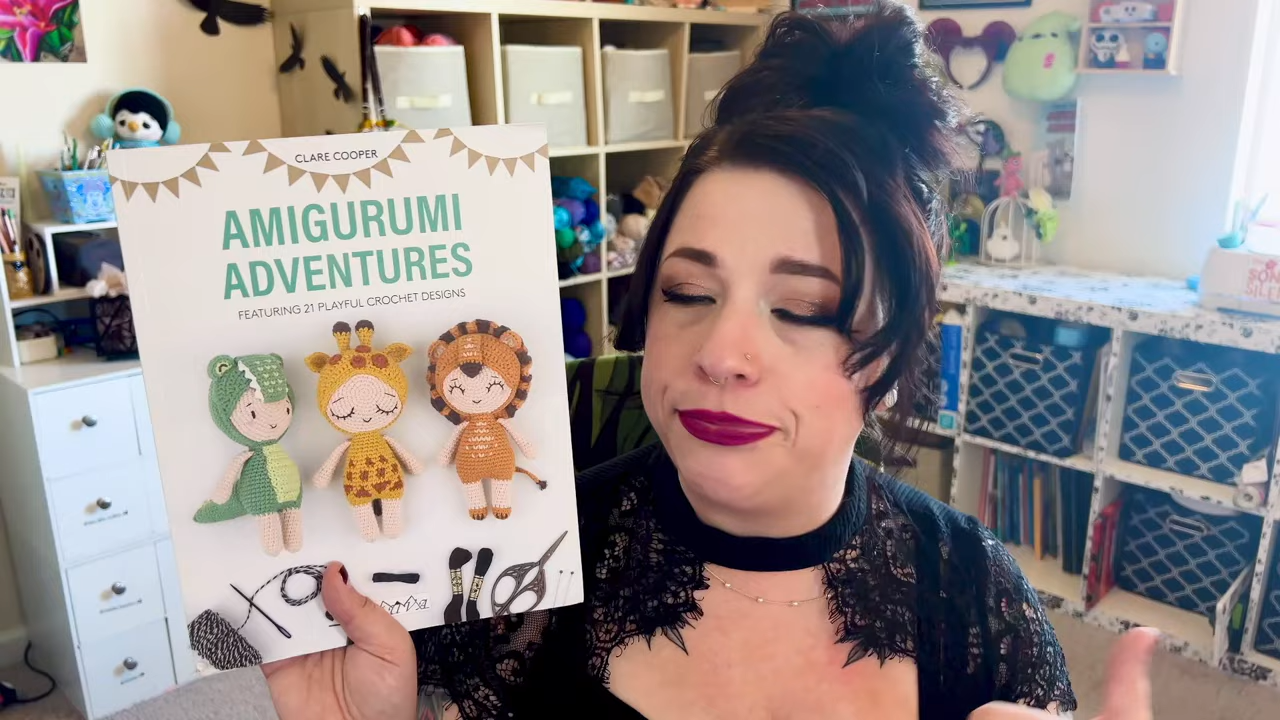 CLARE COOPER
AMIGURUMI
ADVENTURES
FEATURING 21 PLAYFUL CROCHET DESIGNS